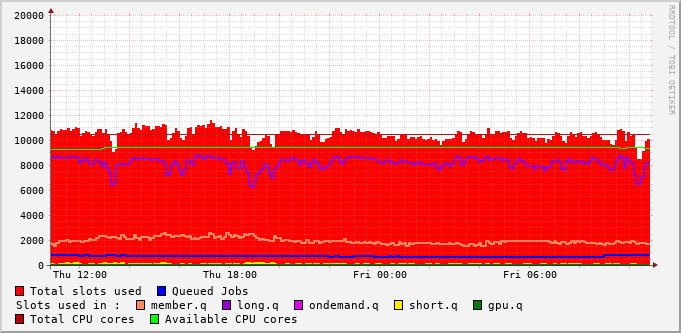 20000
18000
16000
14000
12000
10000
8000
6000
4000
2000
0
Thu 12:00 Thu 18:00 Fri 00:00 Fri 06:00
RRDTOOL / TOBI OETIKER
Total slots used Queued Jobs
Slots used in : member.q long.q ondemand.q short.q gpu.q
Total CPU cores Available CPU cores